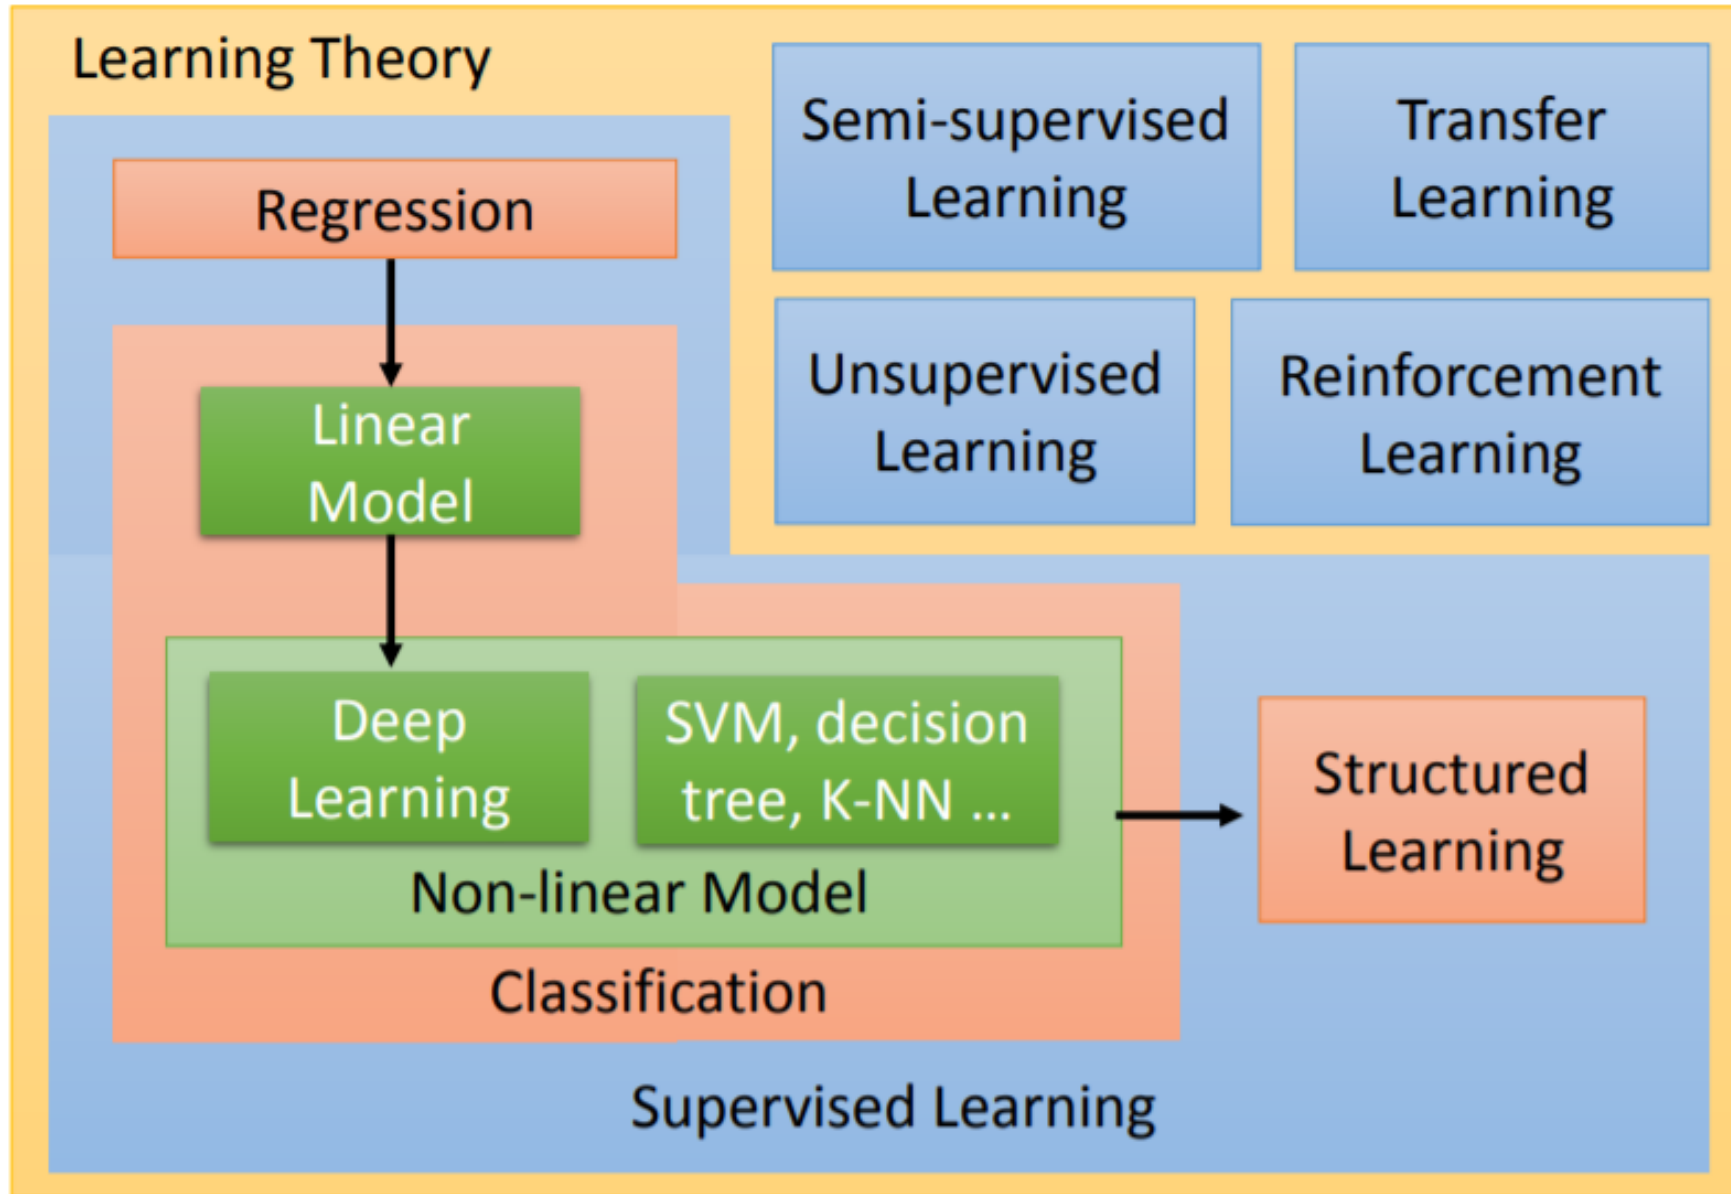 Learning Theory
Regression
Linear
Model
Deep
Learning
SVM, decision
tree, K-NN ...
Non-linear Model
Classification
Structured
Learning
Supervised Learning
Semi-supervised
Learning
Transfer
Learning
Unsupervised
Learning
Reinforcement
Learning